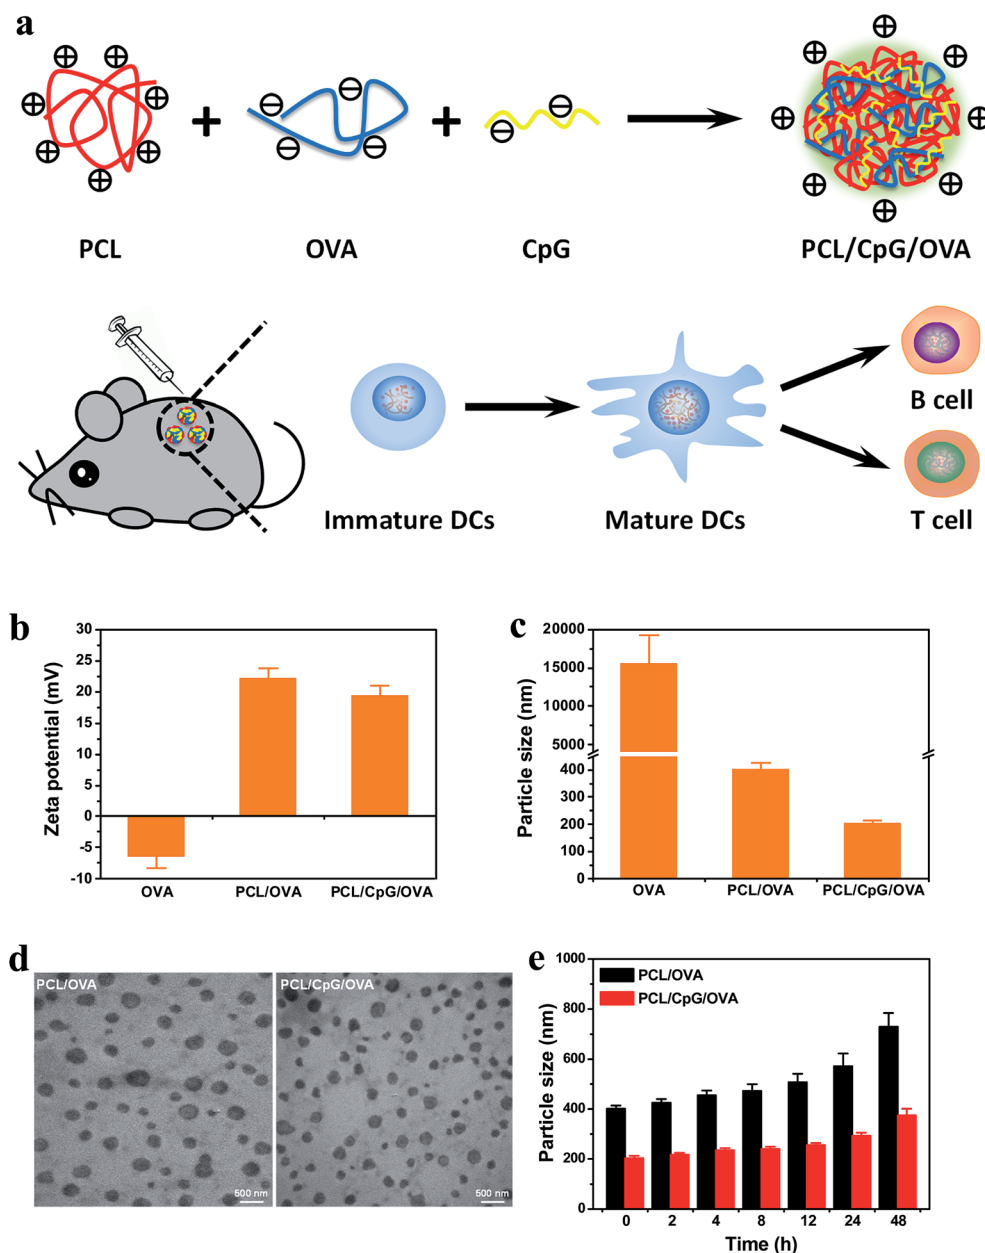 a
PCL
OVA
CpG
PCL/CpG/OVA
Immature DCs
Mature DCs
B cell
T cell
b
Zeta potential (mV)
30
25
20
15
10
5
0
-5
-10
OVA
PCL/OVA
PCL/CpG/OVA
c
Particle size (nm)
20000
15000
10000
5000
400
300
200
100
0
OVA
PCL/OVA
PCL/CpG/OVA
d
PCL/OVA
500 nm
PCL/CpG/OVA
500 nm
e
PCL/OVA
PCL/CpG/OVA
Particle size (nm)
1000
800
600
400
200
0
0 2 4 8 12 24 48
Time (h)